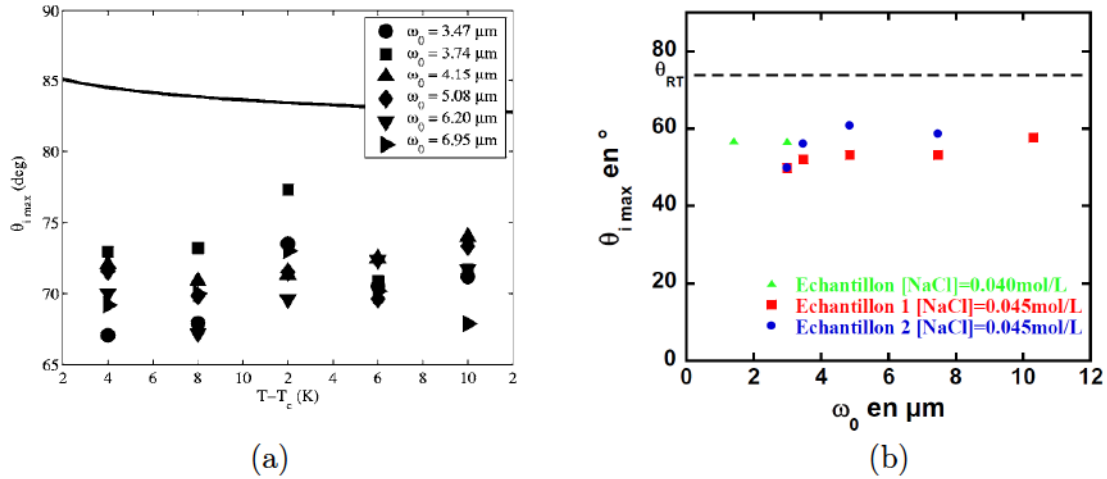 90
85
80
75
70
65
θi max (deg)
2 4 6 8 10 2 4 6 8 10 2
T−Tc (K)
ω0 = 3.47 μm
ω0 = 3.74 μm
ω0 = 4.15 μm
ω0 = 5.08 μm
ω0 = 6.20 μm
ω0 = 6.95 μm
(a)
80
θRT
60
40
20
0
θi max en °
Echantillon [NaCl]=0.040mol/L
Echantillon 1 [NaCl]=0.045mol/L
Echantillon 2 [NaCl]=0.045mol/L
0 2 4 6 8 10 12
ω0 en µm
(b)